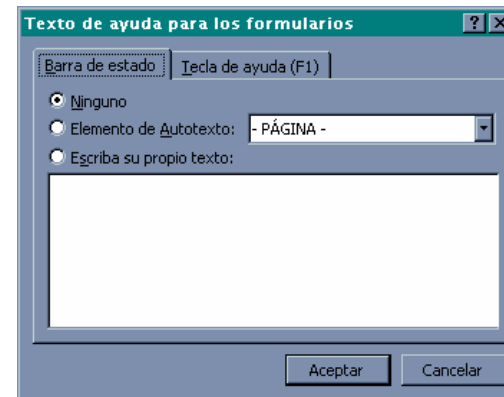 Texto de ayuda para los formularios
Barra de estado Tecla de ayuda (F1)
Ninguno
Elemento de Autotexto: - PÁGINA -
Escriba su propio texto:
Aceptar Cancelar